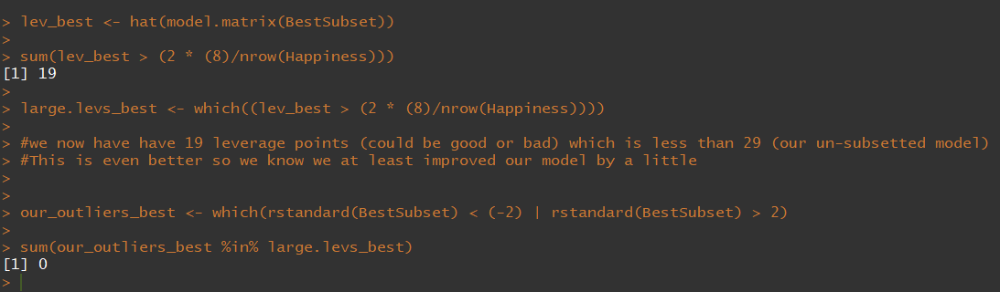 > lev_best <- hat(model.matrix(BestSubset))
>
> sum(lev_best > (2 * (8)/nrow(Happiness)))
[1] 19
>
> large.levs_best <- which((lev_best > (2 * (8)/nrow(Happiness))))
>
> #we now have have 19 leverage points (could be good or bad) which is less than 29 (our un-subsetted model)
> #This is even better so we know we at least improved our model by a little
>
>
> our_outliers_best <- which(rstandard(BestSubset) < (-2) | rstandard(BestSubset) > 2)
>
> sum(our_outliers_best %in% large.levs_best)
[1] 0
>